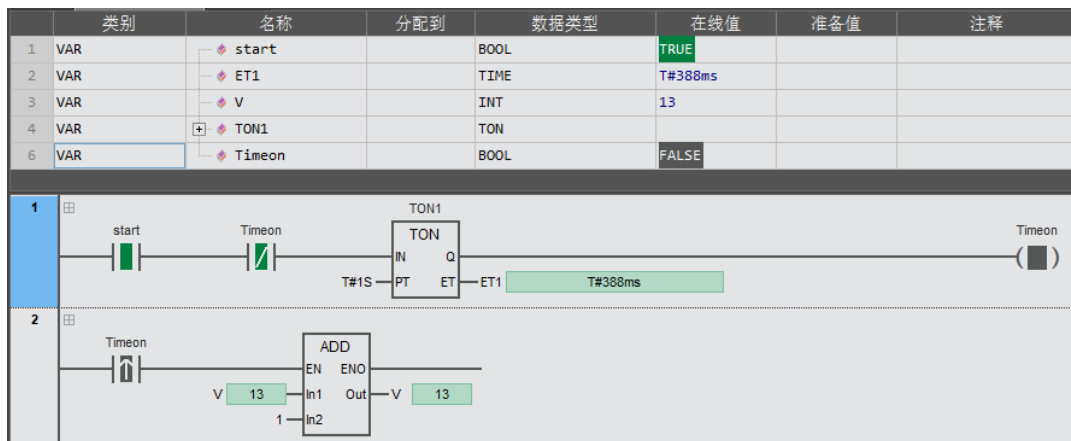 类别 名称 分配到 数据类型 在线值 准备值 注释
1 VAR start BOOL TRUE
2 VAR ET1 TIME T#388ms
3 VAR V INT 13
4 VAR TON1 TON
6 VAR Timeon BOOL FALSE
1
TON1
start Timeon TON Timeon
IN Q
T#1S PT ET ET1 T#388ms
2
Timeon ADD
EN ENO
V 13 In1 Out V 13
1 In2